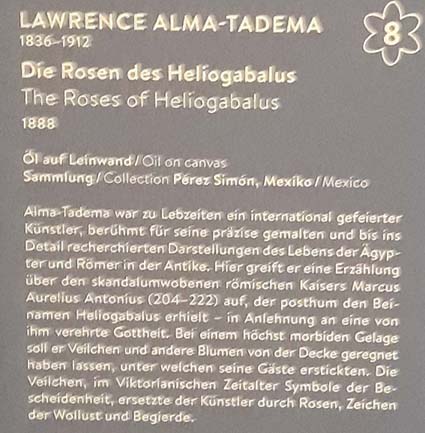 LAWRENCE ALMA-TADEMA
1836–1912
8
Die Rosen des Heliogabalus
The Roses of Heliogabalus
1888
Öl auf Leinwand / Oil on canvas
Sammlung / Collection Pérez Simón, Mexiko / Mexico
Alma-Tadema war zu Lebzeiten ein international gefeierter
Künstler, berühmt für seine präzise gemalten und bis ins
Detail recherchierten Darstellungen des Lebens der Ägyp-
ter und Römer in der Antike. Hier greift er eine Erzählung
über den skandalumwobenen römischen Kaisers Marcus
Aurelius Antonius (204–222) auf, der posthum den Bei-
namen Heliogabalus erhielt – in Anlehnung an eine von
ihm verehrte Gottheit. Bei einem höchst morbiden Gelage
soll er Veilchen und andere Blumen von der Decke geregnet
haben lassen, unter welchen seine Gäste erstickten. Die
Veilchen, im Viktorianischen Zeitalter Symbole der Be-
scheidenheit, ersetzte der Künstler durch Rosen, Zeichen
der Wollust und Begierde.